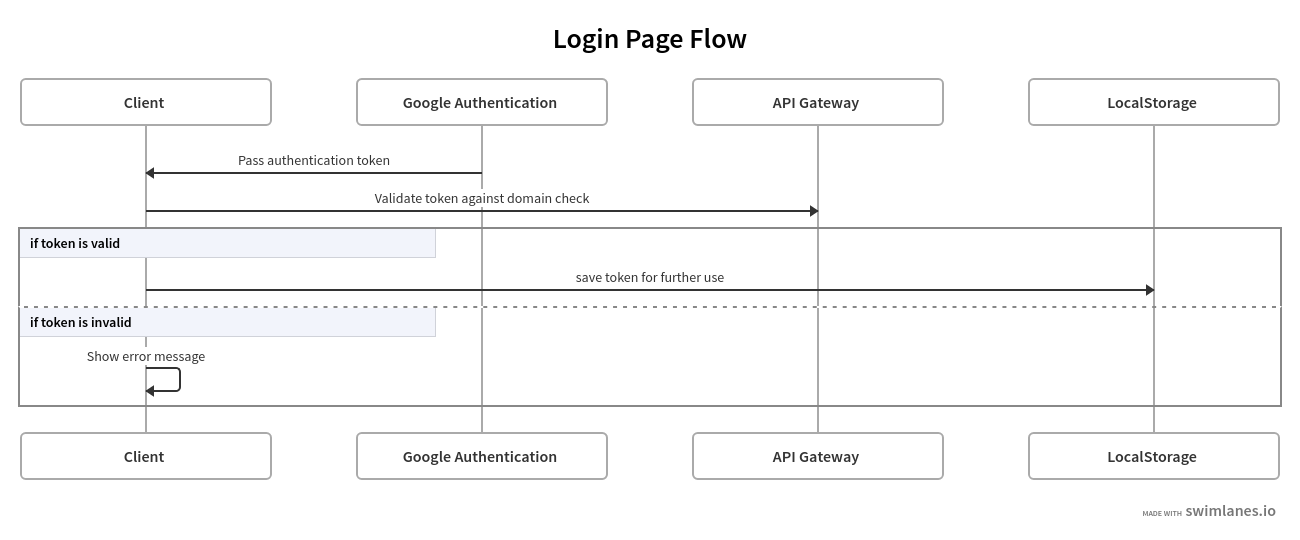 Login Page Flow
Client
Google Authentication
API Gateway
LocalStorage
Pass authentication token
Validate token against domain check
if token is valid
save token for further use
if token is invalid
Show error message
Client
Google Authentication
API Gateway
LocalStorage
MADE WITH swimlanes.io